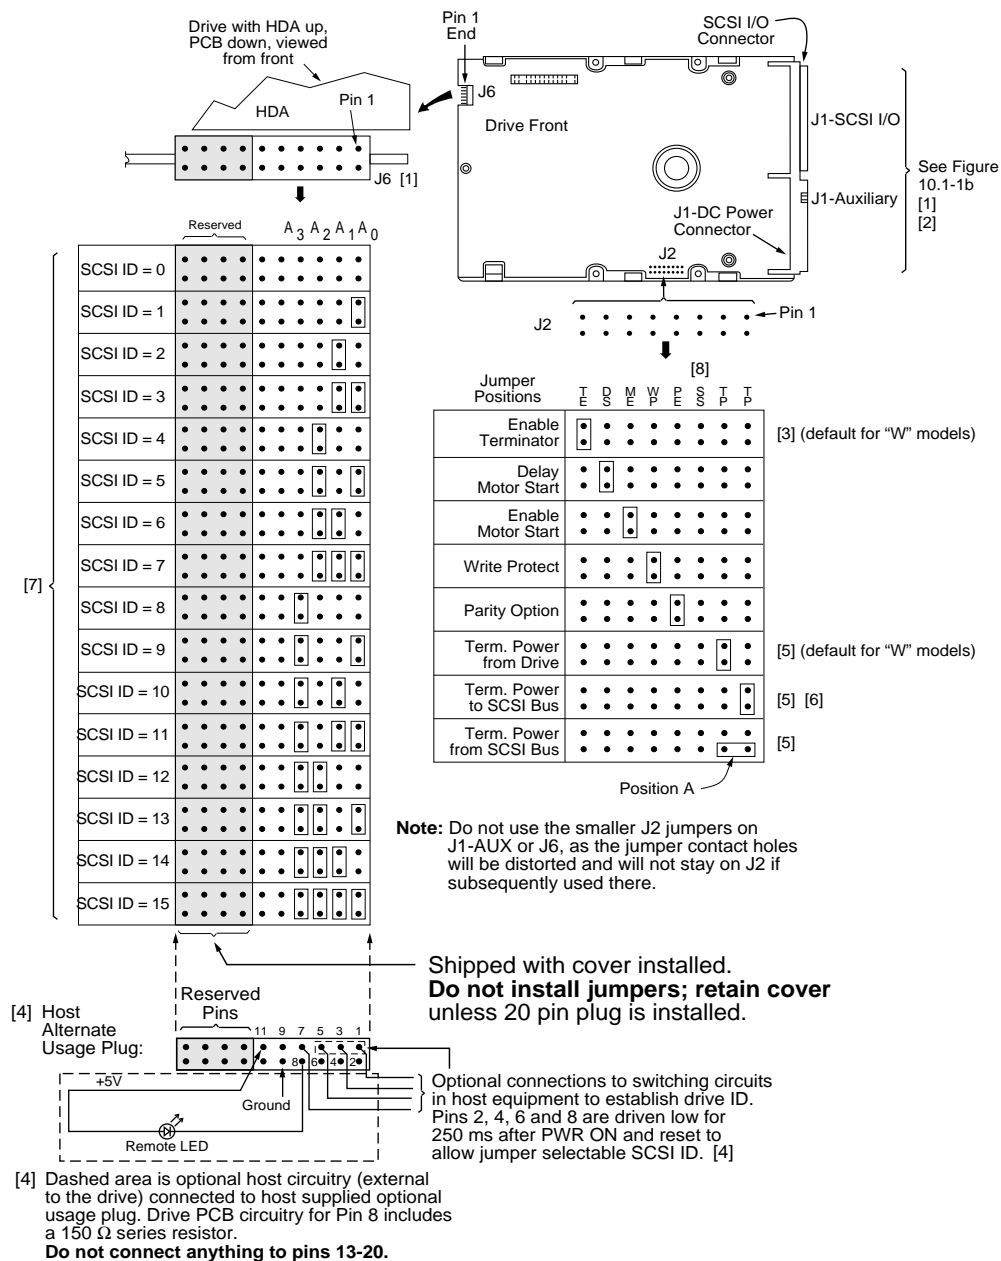 Drive with HDA up,
PCB down, viewed
from front
HDA
Pin 1
J6 [1]
Pin 1
End
J6
Drive Front
SCSI I/O
Connector
J1-SCSI I/O
J1-Auxiliary
J1-DC Power
Connector
J2
See Figure
10.1-1b
[1]
[2]
J2
Pin 1
Reserved
A3 A2 A1 A0
[7]
SCSI ID = 0
SCSI ID = 1
SCSI ID = 2
SCSI ID = 3
SCSI ID = 4
SCSI ID = 5
SCSI ID = 6
SCSI ID = 7
SCSI ID = 8
SCSI ID = 9
SCSI ID = 10
SCSI ID = 11
SCSI ID = 12
SCSI ID = 13
SCSI ID = 14
SCSI ID = 15
[8]
Jumper
Positions
TE DS ME WP PE SS TP TP
Enable
Terminator
[3] (default for “W” models)
Delay
Motor Start
Enable
Motor Start
Write Protect
Parity Option
Term. Power
from Drive
[5] (default for “W” models)
Term. Power
to SCSI Bus
[5] [6]
Term. Power
from SCSI Bus
[5]
Position A
Note: Do not use the smaller J2 jumpers on
J1-AUX or J6, as the jumper contact holes
will be distorted and will not stay on J2 if
subsequently used there.
Shipped with cover installed.
Do not install jumpers; retain cover
unless 20 pin plug is installed.
[4] Host
Alternate
Usage Plug:
Reserved
Pins
11 9 7 5 3 1
8 6 4 2
+5V
Ground
Remote LED
Optional connections to switching circuits
in host equipment to establish drive ID.
Pins 2, 4, 6 and 8 are driven low for
250 ms after PWR ON and reset to
allow jumper selectable SCSI ID. [4]
[4] Dashed area is optional host circuitry (external
to the drive) connected to host supplied optional
usage plug. Drive PCB circuitry for Pin 8 includes
a 150 Ω series resistor.
Do not connect anything to pins 13-20.